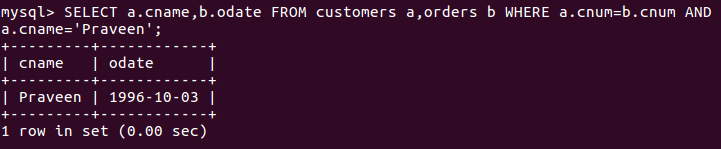 mysql> SELECT a.cname,b.odate FROM customers a,orders b WHERE a.cnum=b.cnum AND
a.cname='Praveen';
+---------+------------+
| cname   | odate      |
+---------+------------+
| Praveen | 1996-10-03 |
+---------+------------+
1 row in set (0.00 sec)